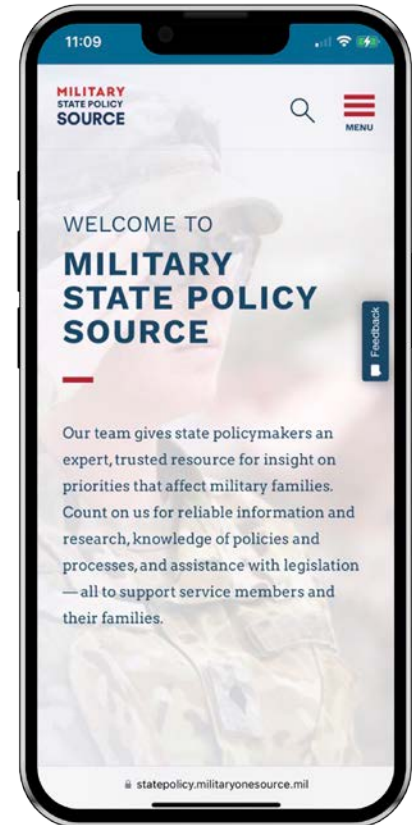 11:09
MILITARY
STATE POLICY
SOURCE
MENU
WELCOME TO
MILITARY
STATE POLICY
SOURCE
Feedback
Our team gives state policymakers an
expert, trusted resource for insight on
priorities that affect military families.
Count on us for reliable information and
research, knowledge of policies and
processes, and assistance with legislation
— all to support service members and
their families.
statepolicy.militaryonesource.mil